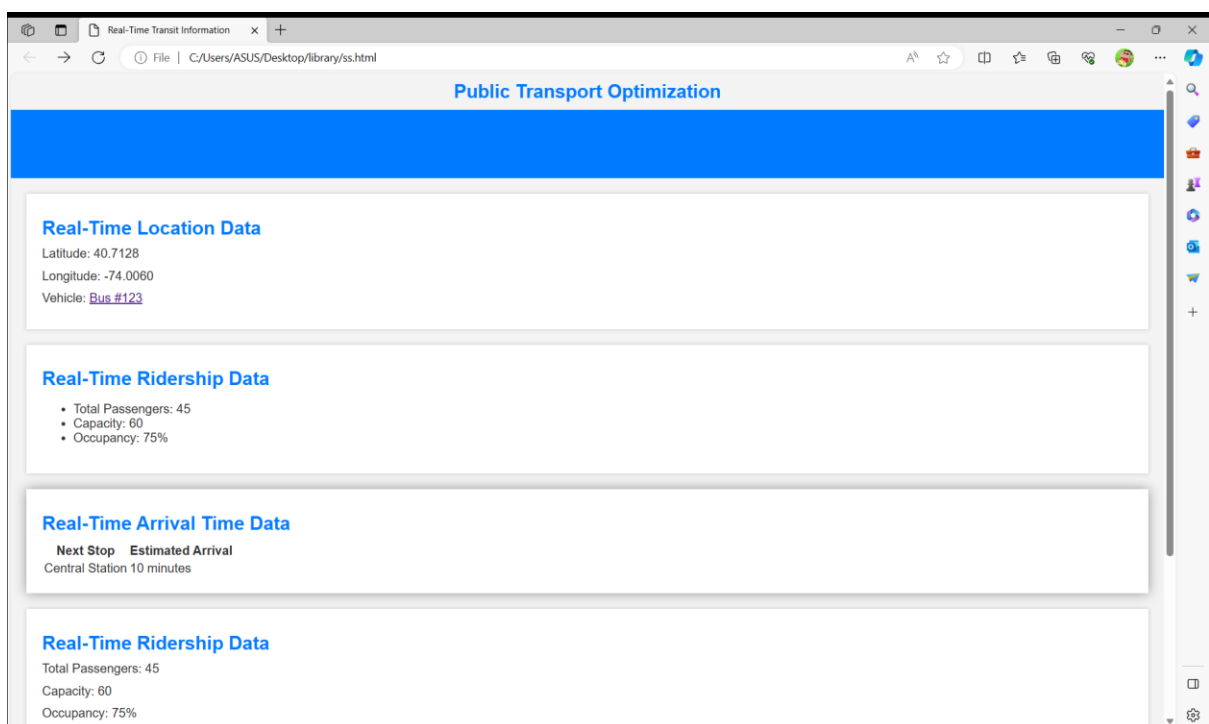 Real-Time Transit Information
File | C:/Users/ASUS/Desktop/library/ss.html
Public Transport Optimization
Real-Time Location Data
Latitude: 40.7128
Longitude: -74.0060
Vehicle: Bus #123
Real-Time Ridership Data
• Total Passengers: 45
• Capacity: 60
• Occupancy: 75%
Real-Time Arrival Time Data
Next Stop Estimated Arrival
Central Station 10 minutes
Real-Time Ridership Data
Total Passengers: 45
Capacity: 60
Occupancy: 75%